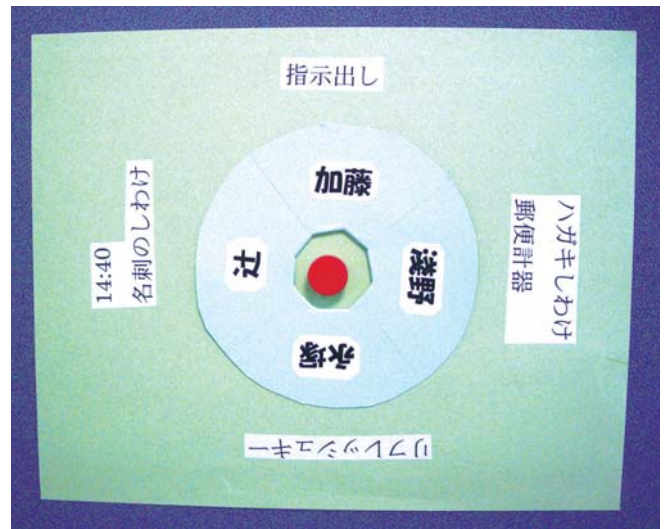 指示出し
加藤
ハガキしわけ
郵便計器
浅野
リフレッシュキー
永塚
14:40
名刺のしわけ
辻